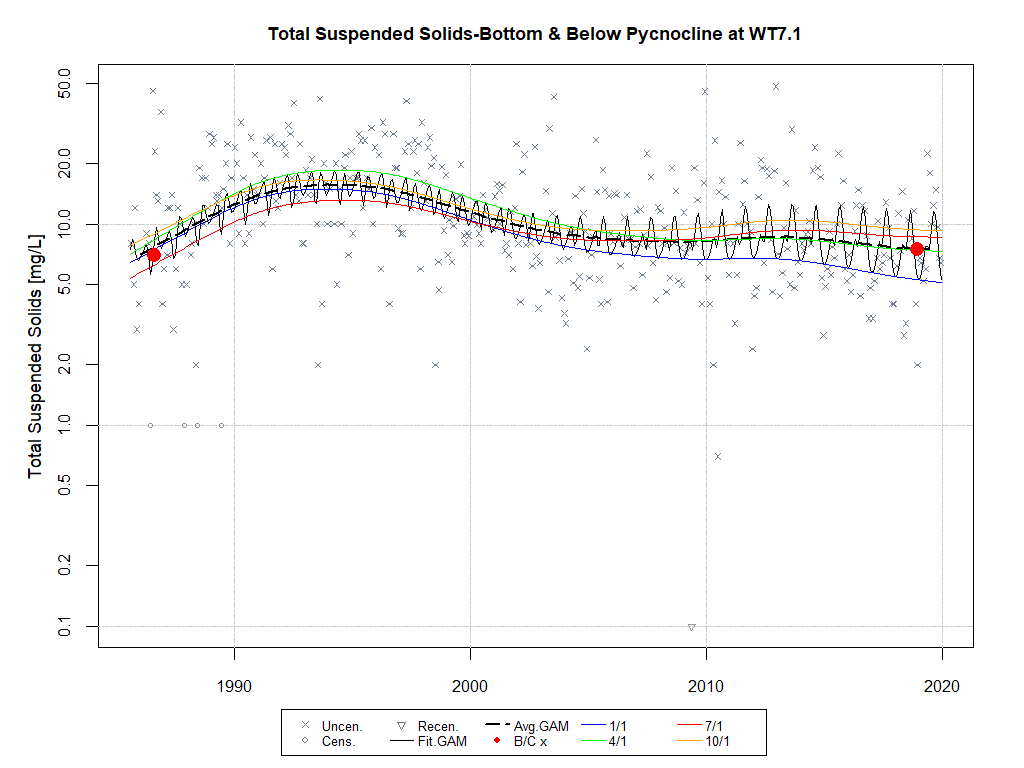 Total Suspended Solids-Bottom & Below Pycnocline at WT7.1
Total Suspended Solids [mg/L]
50.0
20.0
10.0
5.0
2.0
1.0
0.5
0.2
0.1
1990 2000 2010 2020
Uncen. Recen. Avg.GAM 1/1 7/1
Cens. Fit.GAM B/C x 4/1 10/1